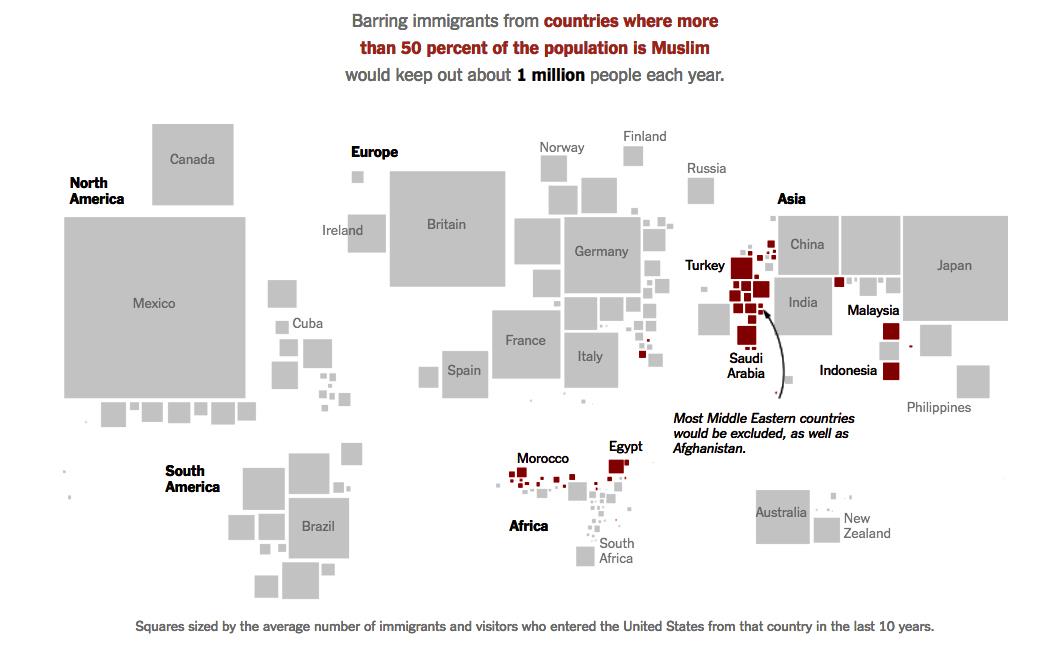 Barring immigrants from countries where more
than 50 percent of the population is Muslim
would keep out about 1 million people each year.
Canada
North
America
Mexico
Cuba
Europe
Norway
Finland
Ireland
Britain
Germany
France
Spain
Italy
Russia
Asia
Turkey
China
Japan
India
Malaysia
Saudi
Arabia
Indonesia
Philippines
Most Middle Eastern countries
would be excluded, as well as
Afghanistan.
South
America
Brazil
Morocco
Egypt
Africa
South
Africa
Australia
New
Zealand
Squares sized by the average number of immigrants and visitors who entered the United States from that country in the last 10 years.